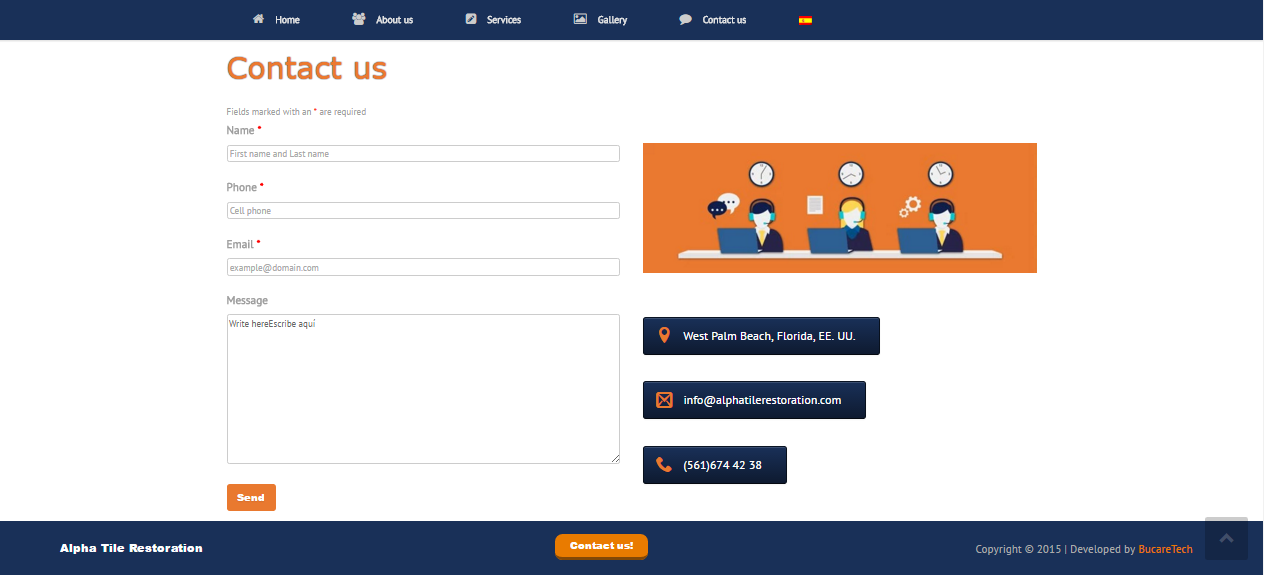 Home About us Services Gallery Contact us
Contact us
Fields marked with an * are required
Name *
First name and Last name
Phone *
Cell phone
Email *
example@domain.com
Message
Write hereEscribe aquí
Send
West Palm Beach, Florida, EE. UU.
info@alphatilerestoration.com
(561)674 42 38
Alpha Tile Restoration
Contact us!
Copyright © 2015 | Developed by BucareTech